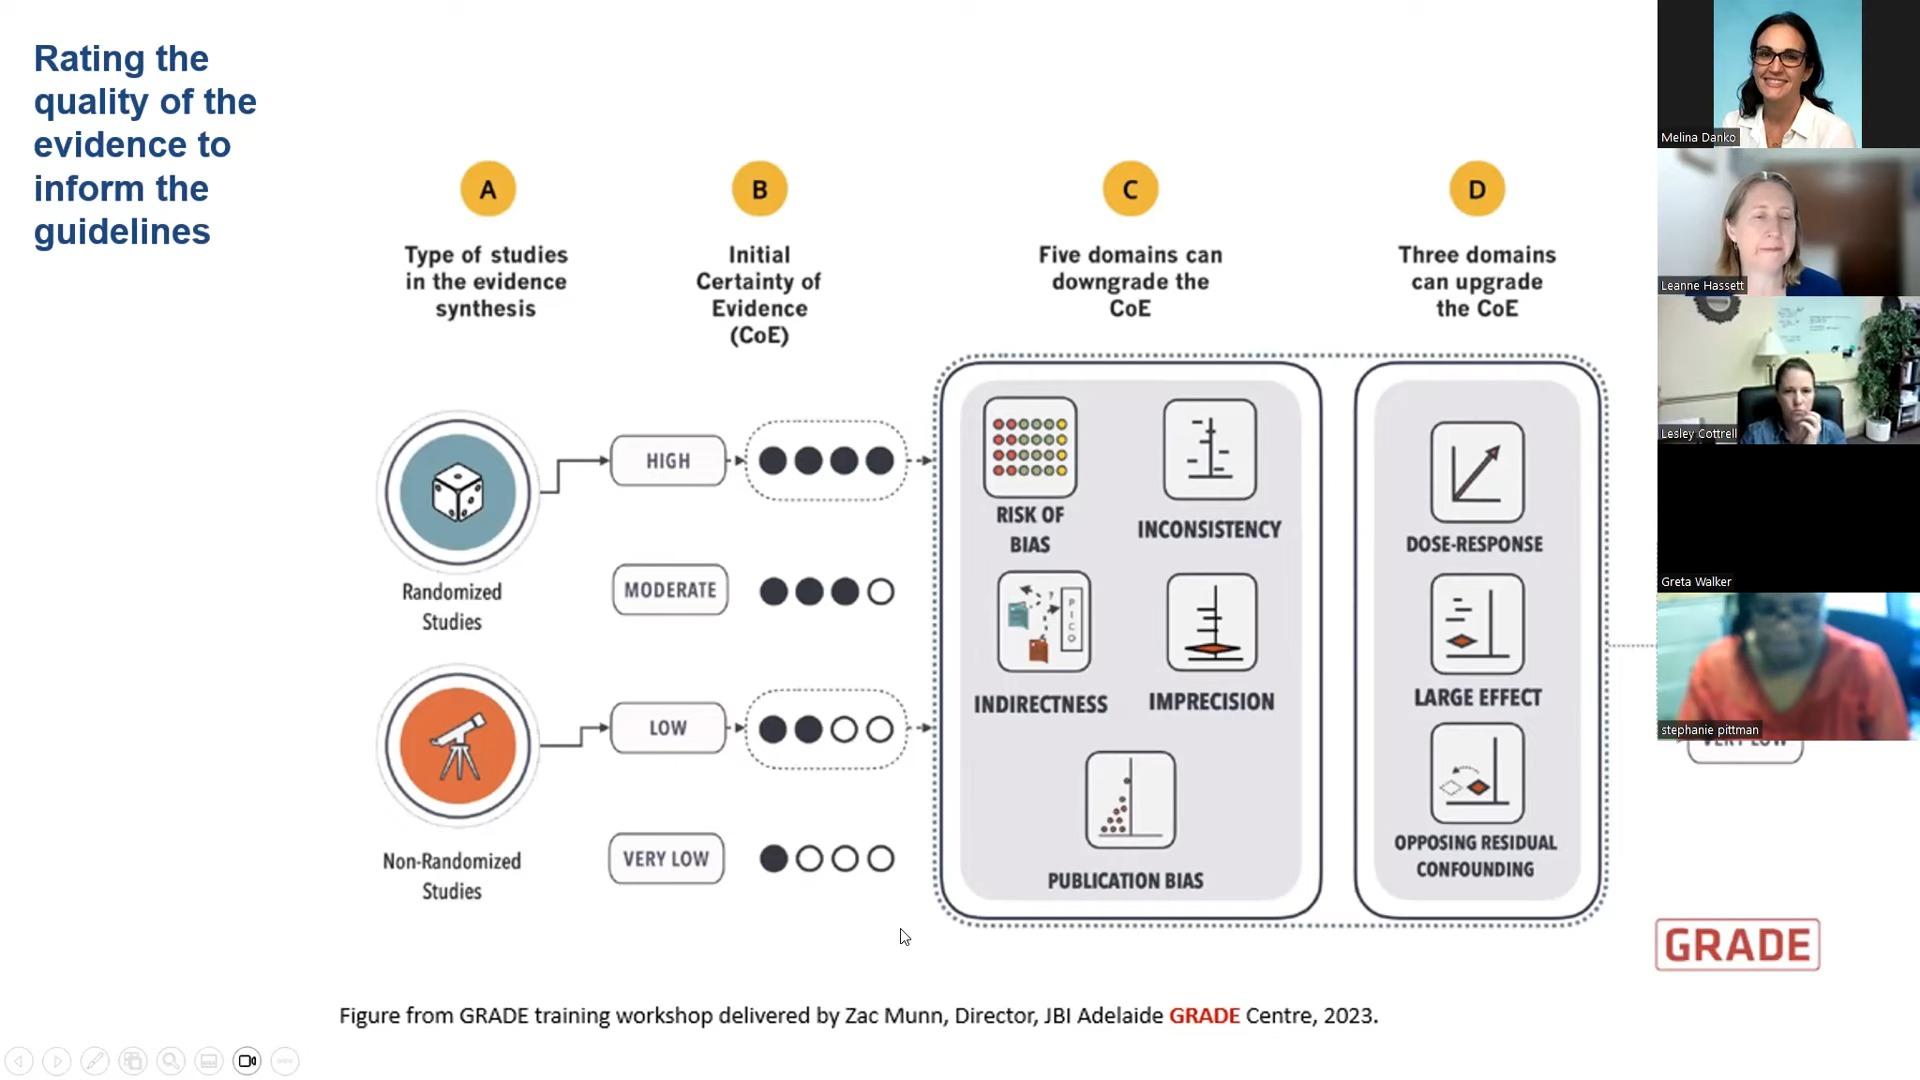 Rating the
quality of the
evidence to
inform the
guidelines
A
B
C
D
Type of studies
in the evidence
synthesis
Initial
Certainty of
Evidence
(CoE)
Five domains can
downgrade the
CoE
Three domains
can upgrade
the CoE
Randomized
Studies
Non-Randomized
Studies
HIGH
MODERATE
LOW
VERY LOW
RISK OF
BIAS
INCONSISTENCY
INDIRECTNESS
PICO
?
IMPRECISION
PUBLICATION BIAS
DOSE-RESPONSE
LARGE EFFECT
OPPOSING RESIDUAL
CONFOUNDING
VERY LOW
GRADE
Figure from GRADE training workshop delivered by Zac Munn, Director, JBI Adelaide GRADE Centre, 2023.
Melina Danko
Leanne Hassett
Lesley Cottrell
Greta Walker
stephanie pittman